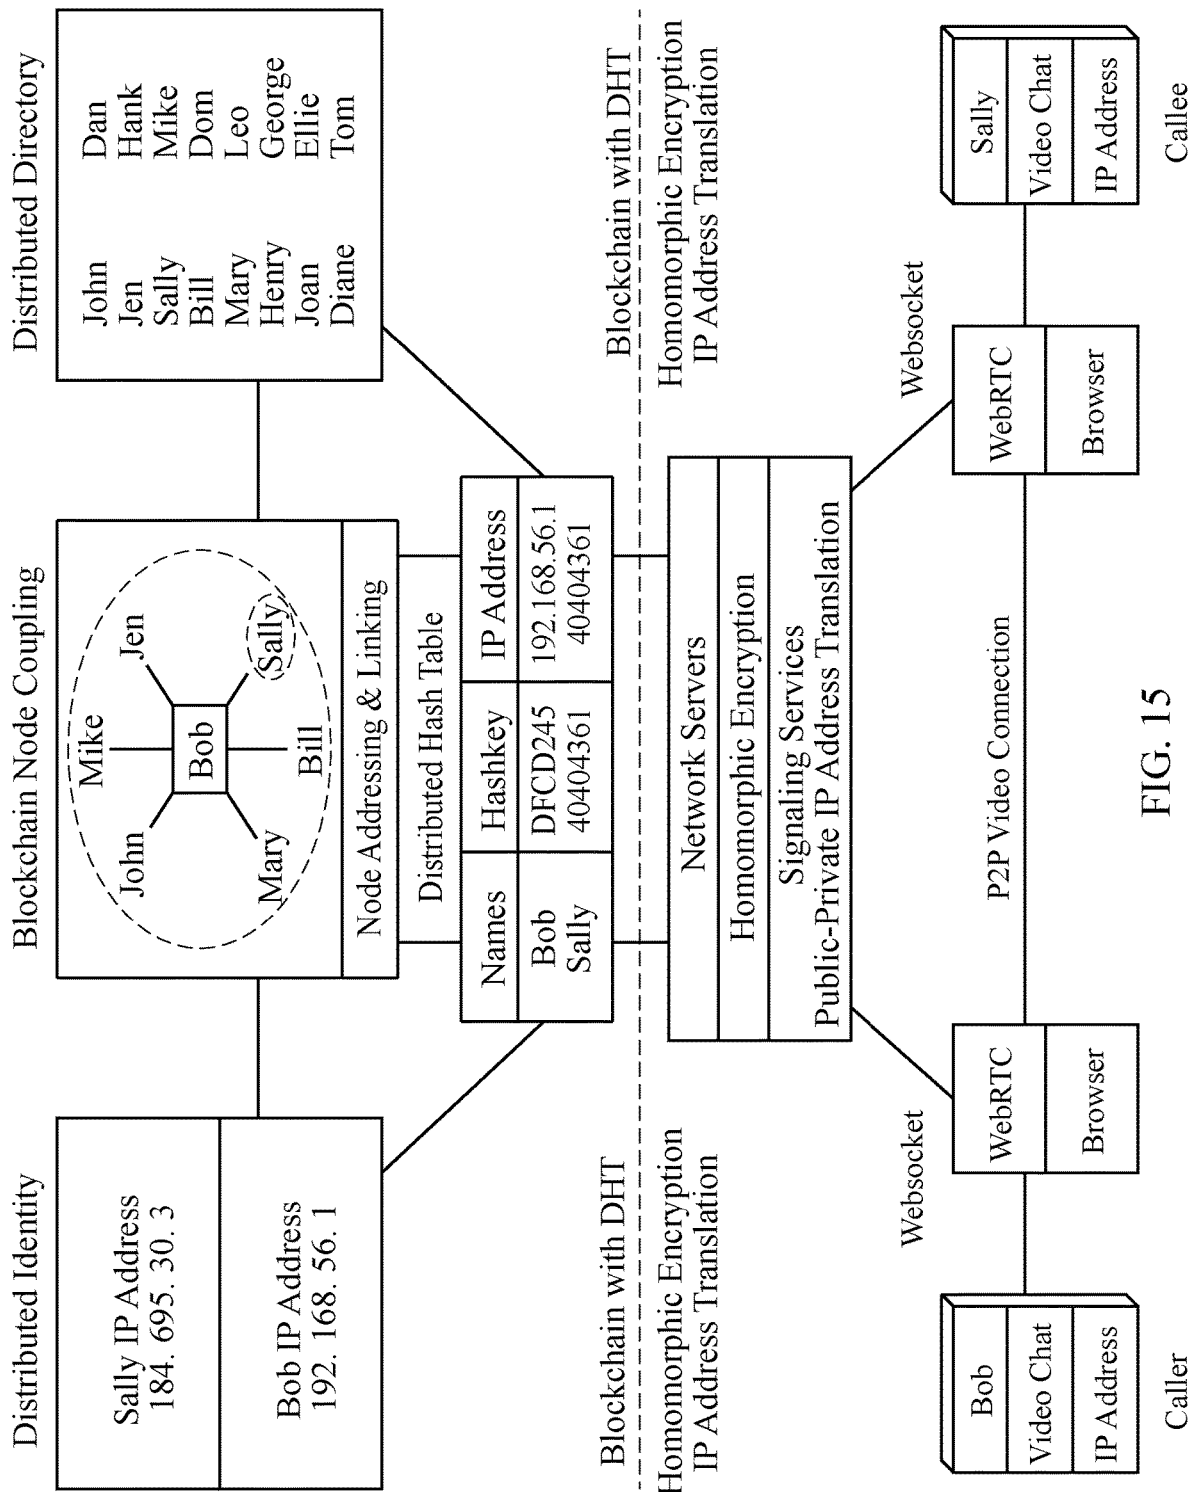 Distributed Identity
Sally IP Address
184. 695. 30. 3
Bob IP Address
192. 168. 56. 1
Blockchain Node Coupling
Mike
John
Jen
Bob
Mary
Sally
Bill
Node Addressing & Linking
Distributed Directory
John Dan
Jen Hank
Sally Mike
Bill Dom
Mary Leo
Henry George
Joan Ellie
Diane Tom
Distributed Hash Table
Names Hashkey IP Address
Bob DFCD245 192.168.56.1
Sally 40404361 40404361
Blockchain with DHT
Blockchain with DHT
Homomorphic Encryption
IP Address Translation
Homomorphic Encryption
IP Address Translation
Network Servers
Homomorphic Encryption
Signaling Services
Public-Private IP Address Translation
Websocket
Websocket
Bob
Video Chat
IP Address
Caller
WebRTC
Browser
P2P Video Connection
WebRTC
Browser
Sally
Video Chat
IP Address
Callee
FIG. 15